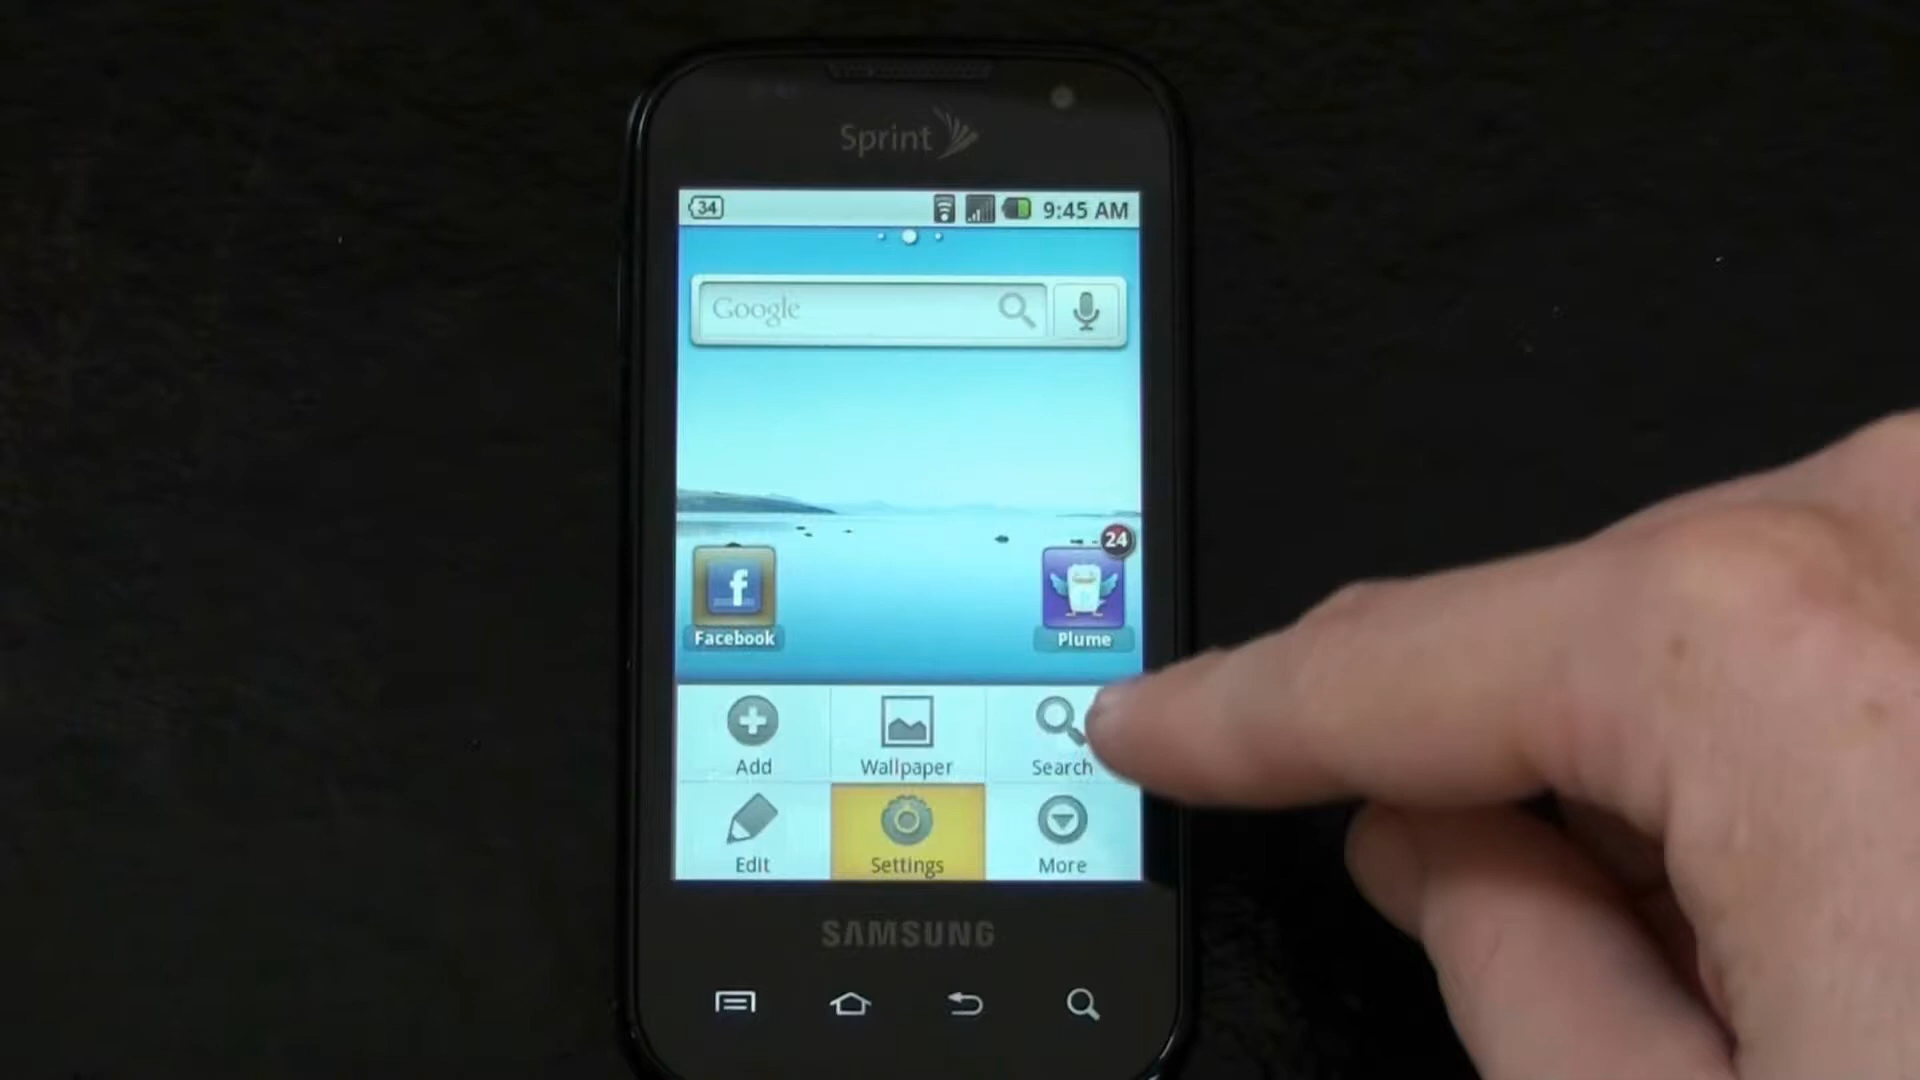 Sprint
34 9:45 AM
Google
24
Facebook Plume
Add Wallpaper Search
Edit Settings More
SAMSUNG